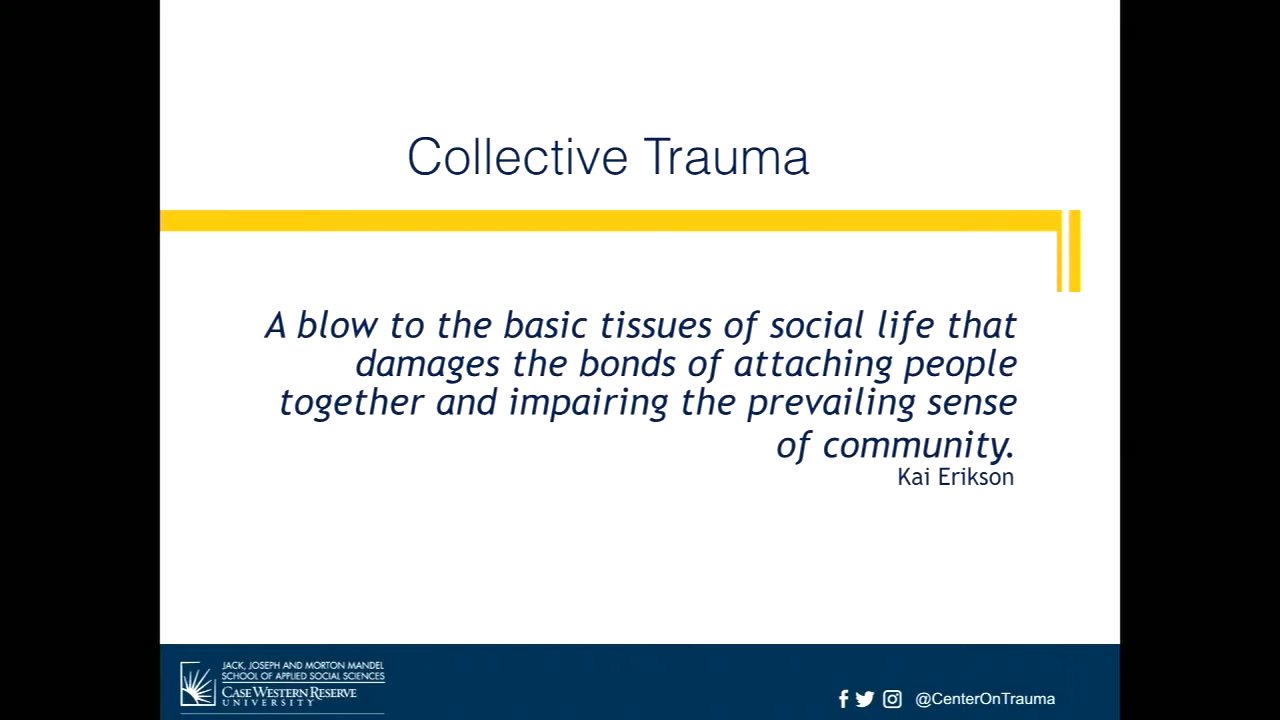 Collective Trauma
A blow to the basic tissues of social life that
damages the bonds of attaching people
together and impairing the prevailing sense
of community.
Kai Erikson
JACK, JOSEPH AND MORTON MANDEL
SCHOOL OF APPLIED SOCIAL SCIENCES
CASE WESTERN RESERVE
UNIVERSITY
@CenterOnTrauma